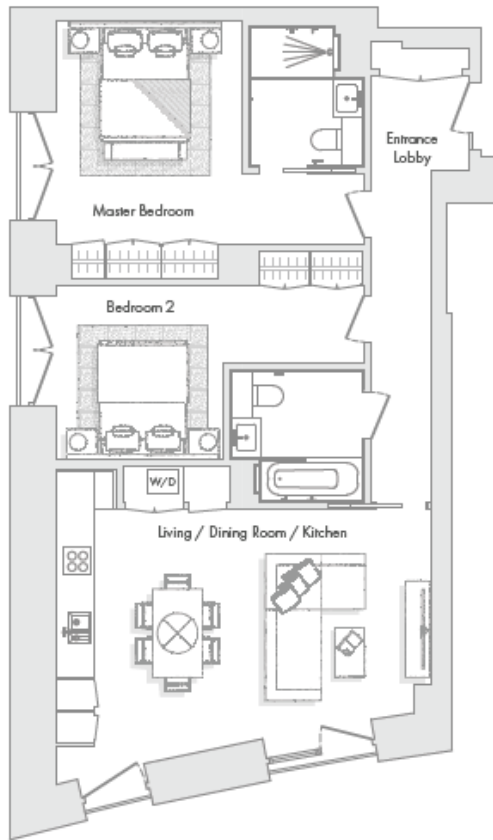 Entrance
Lobby
Master Bedroom
Bedroom 2
W/D
Living / Dining Room / Kitchen